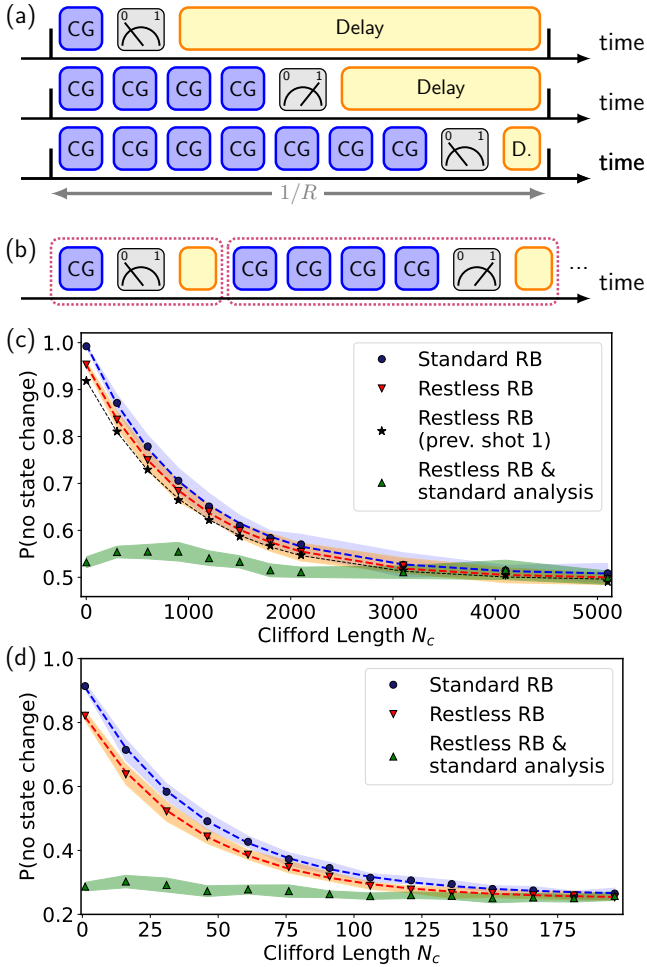 (a)
CG 0 1 Delay
time
CG CG CG CG 0 1 Delay
time
CG CG CG CG CG CG CG 0 1 D.
time
1/R
(b)
CG CG CG CG CG ...
time
(c)
P(no state change)
1.0
0.9
0.8
0.7
0.6
0.5
Standard RB
Restless RB
Restless RB
(prev. shot 1)
Restless RB &
standard analysis
0 1000 2000 3000 4000 5000
Clifford Length N_c
(d)
P(no state change)
1.0
0.8
0.6
0.4
0.2
Standard RB
Restless RB
Restless RB &
standard analysis
0 25 50 75 100 125 150 175
Clifford Length N_c